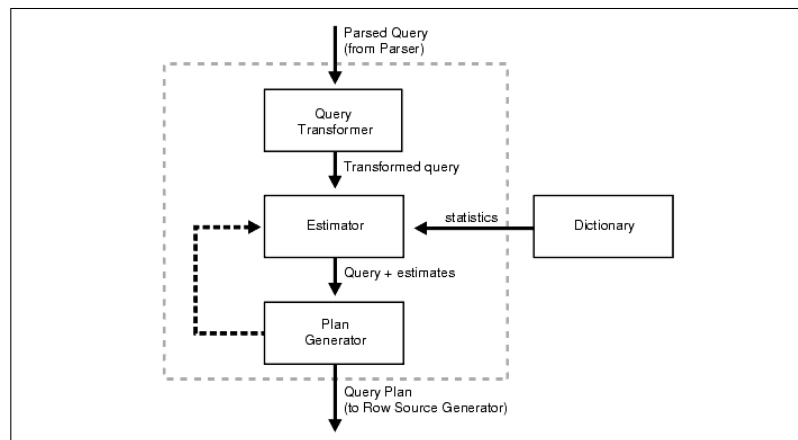 Parsed Query
(from Parser)
Query
Transformer
Transformed query
Estimator
statistics
Dictionary
Query + estimates
Plan
Generator
Query Plan
(to Row Source Generator)